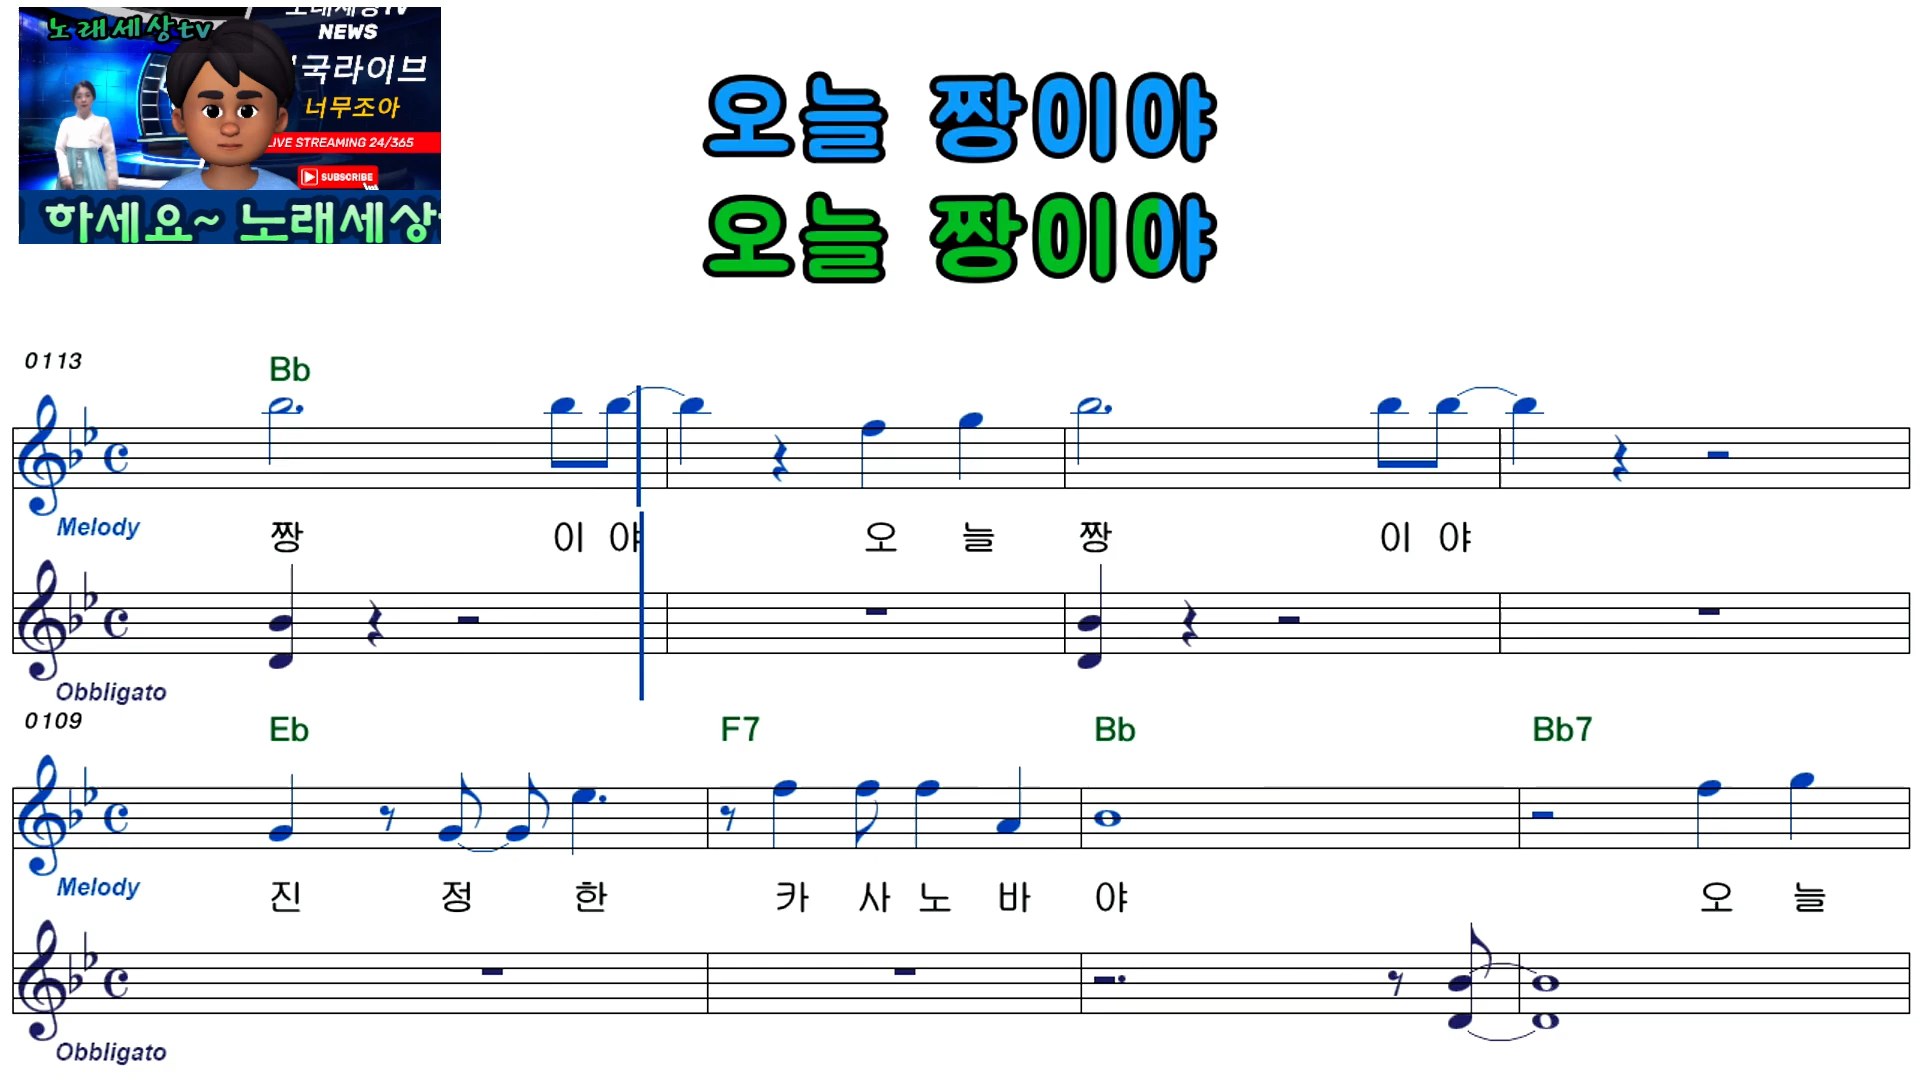 노래세상tv
NEWS
국라이브
너무조아
LIVE STREAMING 24/365
SUBSCRIBE
하세요~ 노래세상
오늘 짱이야
오늘 짱이야
0113
Bb
Melody
짱 이 야 오 늘 짱 이 야
Obbligato
0109
Eb F7 Bb Bb7
Melody
진 정 한 카 사 노 바 야 오 늘
Obbligato